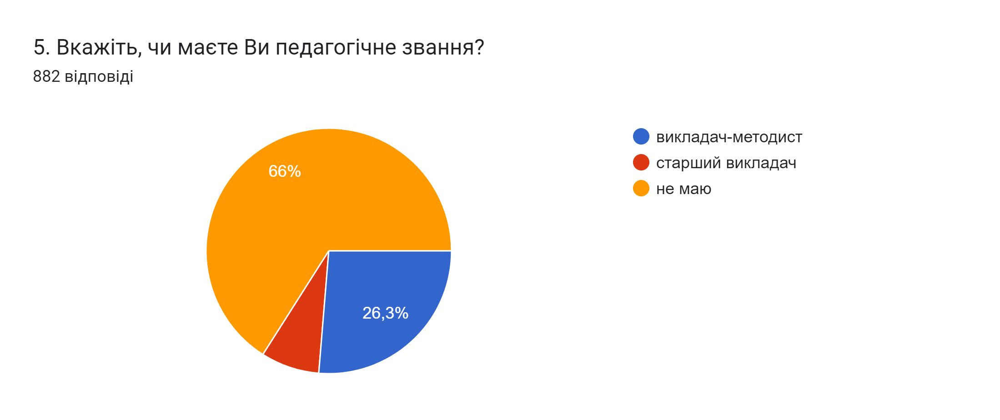 5. Вкажіть, чи маєте Ви педагогічне звання?
882 відповіді
викладач-методист
старший викладач
не маю
66%
26,3%